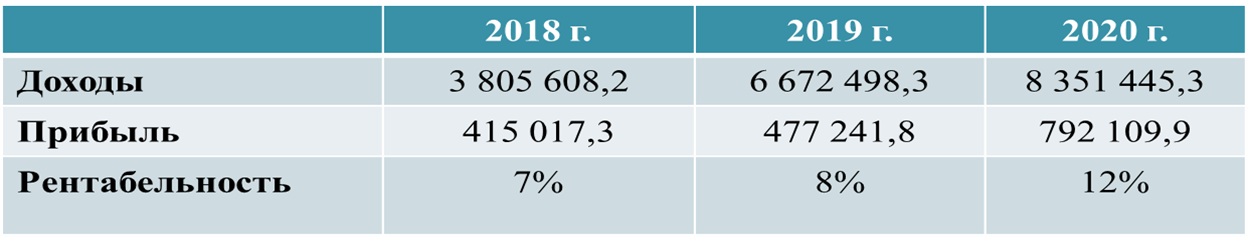 2018 г. 2019 г. 2020 г.
Доходы 3 805 608,2 6 672 498,3 8 351 445,3
Прибыль 415 017,3 477 241,8 792 109,9
Рентабельность 7% 8% 12%